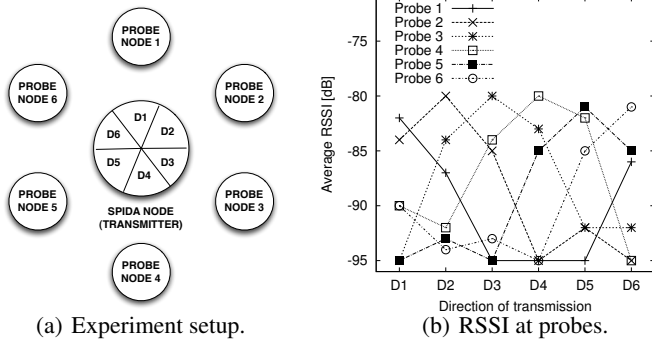 PROBE
NODE 1
PROBE
NODE 6
PROBE
NODE 2
D1
D6
D2
D5
D3
D4
PROBE
NODE 5
PROBE
NODE 3
SPIDA NODE
(TRANSMITTER)
PROBE
NODE 4
(a) Experiment setup.
Probe 1
Probe 2
Probe 3
Probe 4
Probe 5
Probe 6
Average RSSI [dB]
-75
-80
-85
-90
-95
D1 D2 D3 D4 D5 D6
Direction of transmission
(b) RSSI at probes.